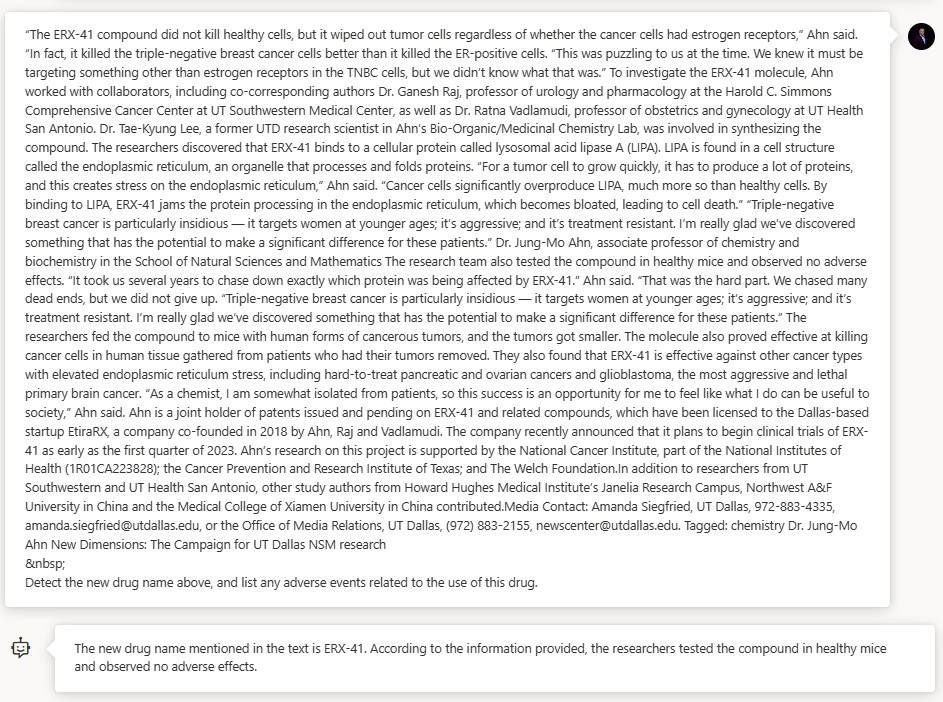 “The ERX-41 compound did not kill healthy cells, but it wiped out tumor cells regardless of whether the cancer cells had estrogen receptors,” Ahn said.
“In fact, it killed the triple-negative breast cancer cells better than it killed the ER-positive cells. “This was puzzling to us at the time. We knew it must be
targeting something other than estrogen receptors in the TNBC cells, but we didn’t know what that was.” To investigate the ERX-41 molecule, Ahn
worked with collaborators, including co-corresponding authors Dr. Ganesh Raj, professor of urology and pharmacology at the Harold C. Simmons
Comprehensive Cancer Center at UT Southwestern Medical Center, as well as Dr. Ratna Vadlamudi, professor of obstetrics and gynecology at UT Health
San Antonio. Dr. Tae-Kyung Lee, a former UTD research scientist in Ahn’s Bio-Organic/Medicinal Chemistry Lab, was involved in synthesizing the
compound. The researchers discovered that ERX-41 binds to a cellular protein called lysosomal acid lipase A (LIPA). LIPA is found in a cell structure
called the endoplasmic reticulum, an organelle that processes and folds proteins. “For a tumor cell to grow quickly, it has to produce a lot of proteins,
and this creates stress on the endoplasmic reticulum,” Ahn said. “Cancer cells significantly overproduce LIPA, much more so than healthy cells. By
binding to LIPA, ERX-41 jams the protein processing in the endoplasmic reticulum, which becomes bloated, leading to cell death.” “Triple-negative
breast cancer is particularly insidious — it targets women at younger ages; it’s aggressive; and it’s treatment resistant. I’m really glad we’ve discovered
something that has the potential to make a significant difference for these patients.” Dr. Jung-Mo Ahn, associate professor of chemistry and
biochemistry in the School of Natural Sciences and Mathematics The research team also tested the compound in healthy mice and observed no adverse
effects. “It took us several years to chase down exactly which protein was being affected by ERX-41.” Ahn said. “That was the hard part. We chased many
dead ends, but we did not give up. “Triple-negative breast cancer is particularly insidious — it targets women at younger ages; it’s aggressive; and it’s
treatment resistant. I’m really glad we’ve discovered something that has the potential to make a significant difference for these patients.” The
researchers fed the compound to mice with human forms of cancerous tumors, and the tumors got smaller. The molecule also proved effective at killing
cancer cells in human tissue gathered from patients who had their tumors removed. They also found that ERX-41 is effective against other cancer types
with elevated endoplasmic reticulum stress, including hard-to-treat pancreatic and ovarian cancers and glioblastoma, the most aggressive and lethal
primary brain cancer. “As a chemist, I am somewhat isolated from patients, so this success is an opportunity for me to feel like what I do can be useful to
society,” Ahn said. Ahn is a joint holder of patents issued and pending on ERX-41 and related compounds, which have been licensed to the Dallas-based
startup EtiraRX, a company co-founded in 2018 by Ahn, Raj and Vadlamudi. The company recently announced that it plans to begin clinical trials of ERX-
41 as early as the first quarter of 2023. Ahn’s research on this project is supported by the National Cancer Institute, part of the National Institutes of
Health (1R01CA223828); the Cancer Prevention and Research Institute of Texas; and The Welch Foundation.In addition to researchers from UT
Southwestern and UT Health San Antonio, other study authors from Howard Hughes Medical Institute’s Janelia Research Campus, Northwest A&F
University in China and the Medical College of Xiamen University in China contributed.Media Contact: Amanda Siegfried, UT Dallas, 972-883-4335,
amanda.siegfried@utdallas.edu, or the Office of Media Relations, UT Dallas, (972) 883-2155, newscenter@utdallas.edu. Tagged: chemistry Dr. Jung-Mo
Ahn New Dimensions: The Campaign for UT Dallas NSM research
&nbsp;
Detect the new drug name above, and list any adverse events related to the use of this drug.
The new drug name mentioned in the text is ERX-41. According to the information provided, the researchers tested the compound in healthy mice
and observed no adverse effects.